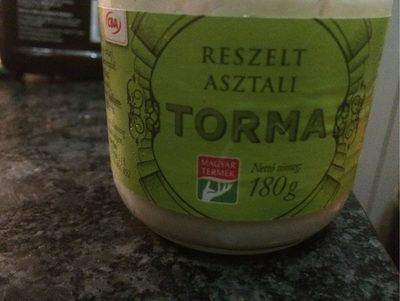 CBA
RESZELT
ASZTALI
TORMA
MAGYAR
TERMÉK
Nettó tömeg:
180g